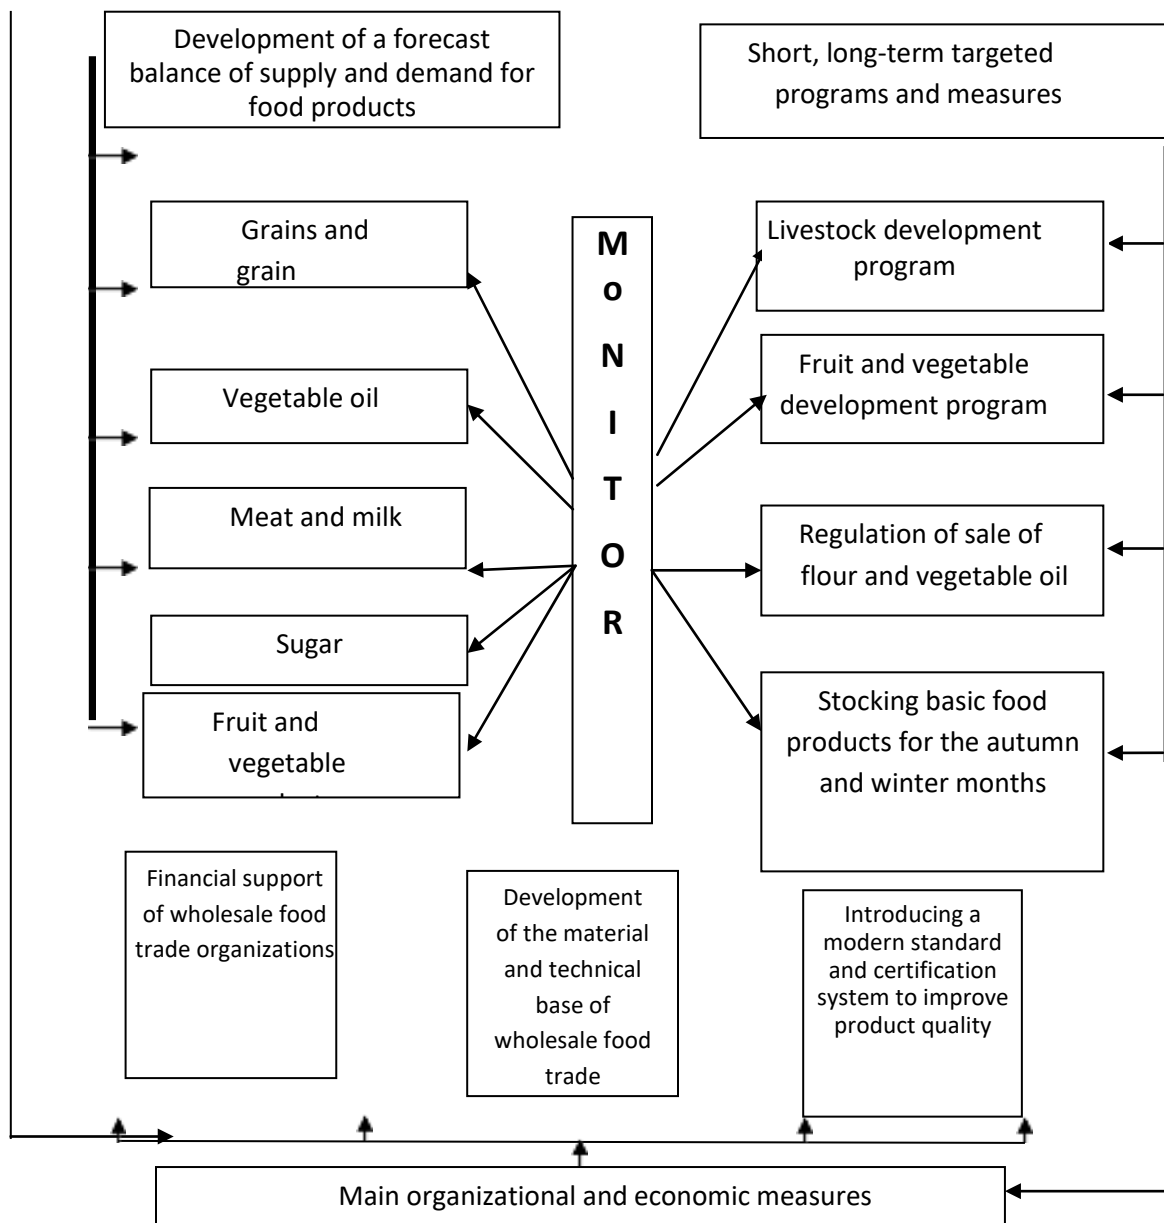 Development of a forecast
balance of supply and demand for
food products
Short, long-term targeted
programs and measures
Grains and
grain
Vegetable oil
Meat and milk
Sugar
Fruit and
vegetable
M
o
N
I
T
O
R
Livestock development
program
Fruit and vegetable
development program
Regulation of sale of
flour and vegetable oil
Stocking basic food
products for the autumn
and winter months
Financial support
of wholesale food
trade organizations
Development
of the material
and technical
base of
wholesale food
trade
Introducing a
modern standard
and certification
system to improve
product quality
Main organizational and economic measures